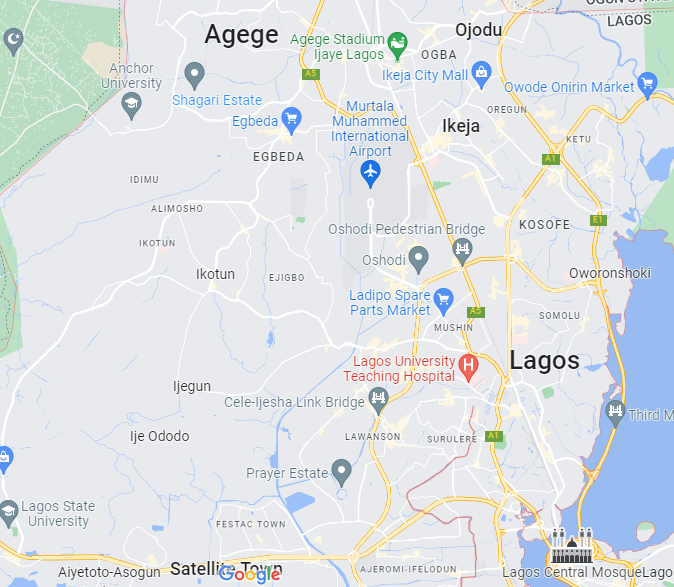 OGUN STATE
LAGOS
Agege
Ojodu
Agege Stadium
Ijaye Lagos
OGBA
Anchor
University
A5
Ikeja City Mall
Shagari Estate
Owode Onirin Market
Murtala
Muhammed
International
Airport
OREGUN
Egbeda
Ikeja
KETU
EGBEDA
A1
IDIMU
ALIMOSHO
E1
KOSOFE
Oshodi Pedestrian Bridge
IKOTUN
Oshodi
Ikotun
EJIGBO
Oworonshoki
Ladipo Spare
Parts Market
A5
SOMOLU
MUSHIN
Lagos
Lagos University
Teaching Hospital
H
Ijegun
Cele-Ijesha Link Bridge
Third M
Ije Ododo
LAWANSON
SURULERE
A1
Prayer Estate
Lagos State
University
FESTAC TOWN
Aiyetoto-Asogun
Satellite Town
Google
AJEROMI-IFELODUN
Lagos Central Mosque
Lago